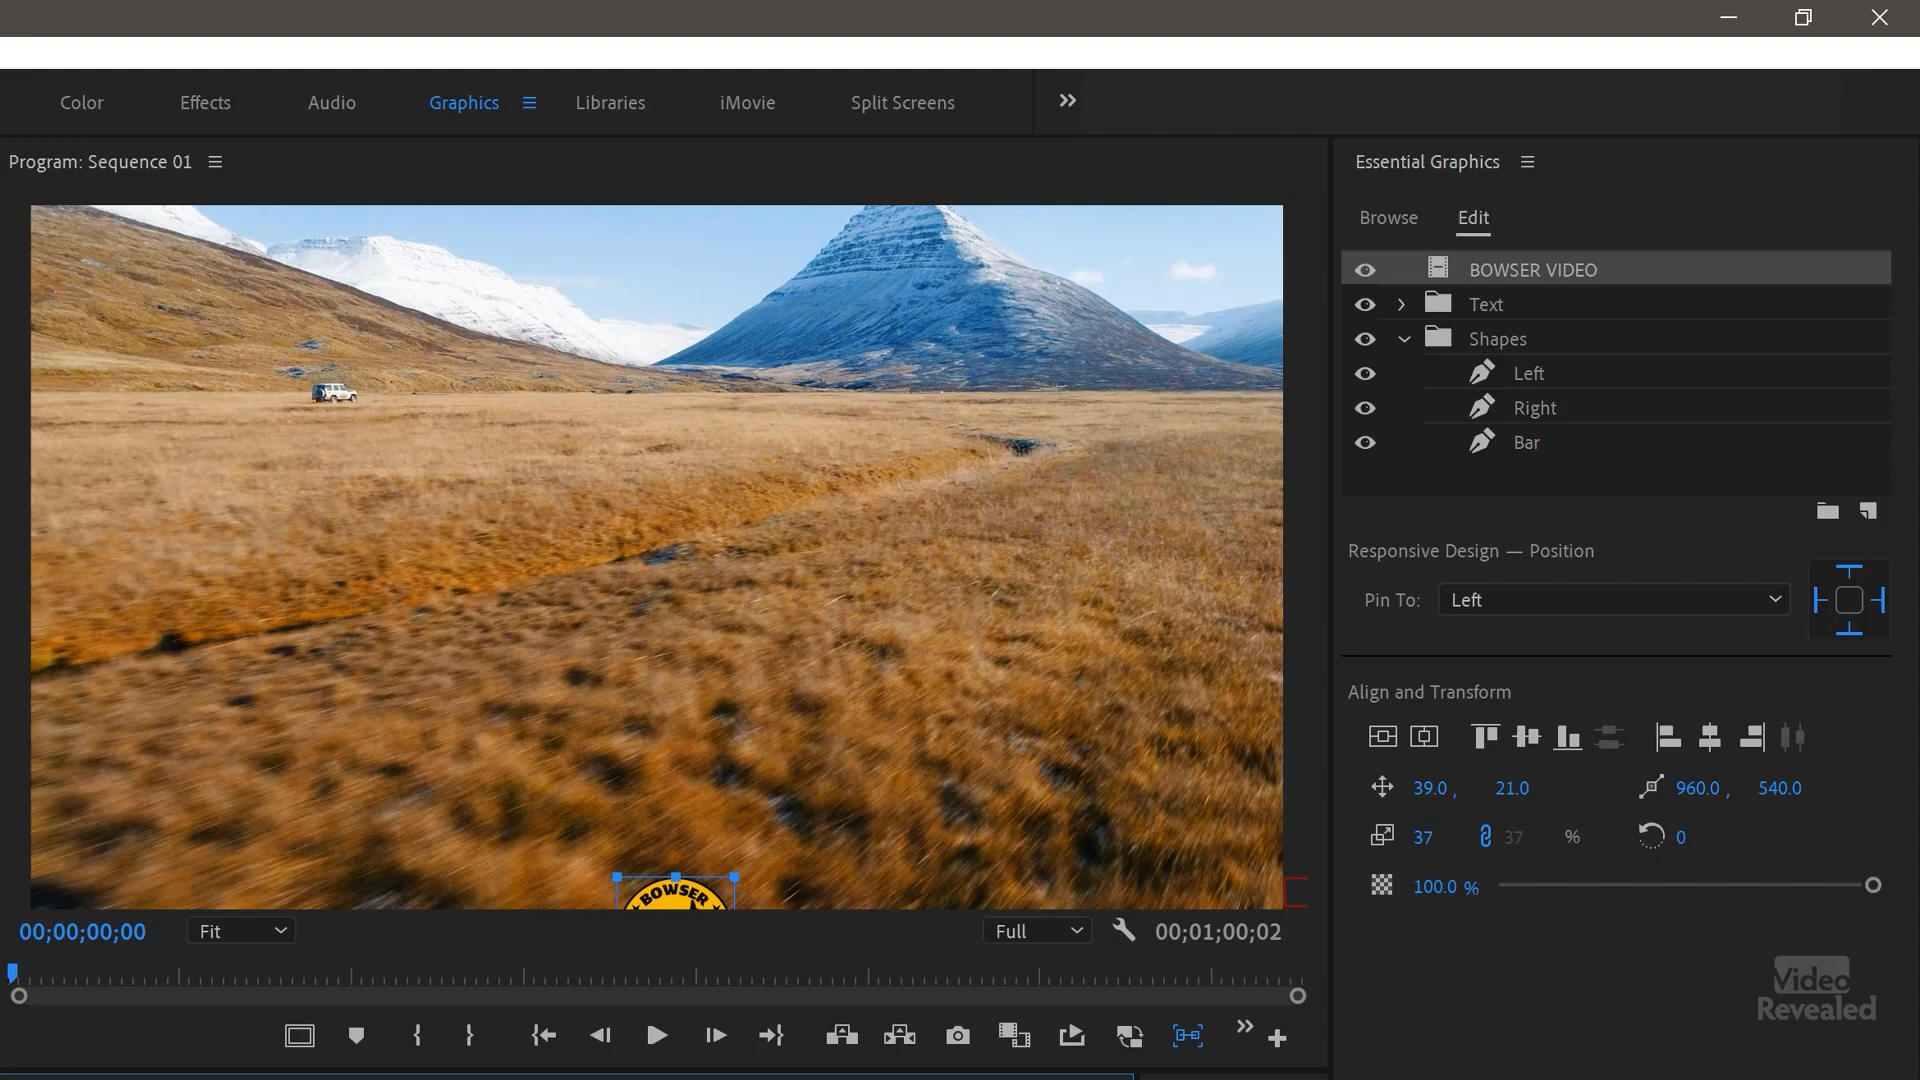 Color Effects Audio Graphics Libraries iMovie Split Screens
Program: Sequence 01
Essential Graphics
Browse Edit
BOWSER VIDEO
Text
Shapes
Left
Right
Bar
Responsive Design — Position
Pin To: Left
Align and Transform
39.0 , 21.0 960.0 , 540.0
37 37 % 0
100.0 %
BOWSER
00;00;00;00 Fit Full 00;01;00;02
Video
Revealed